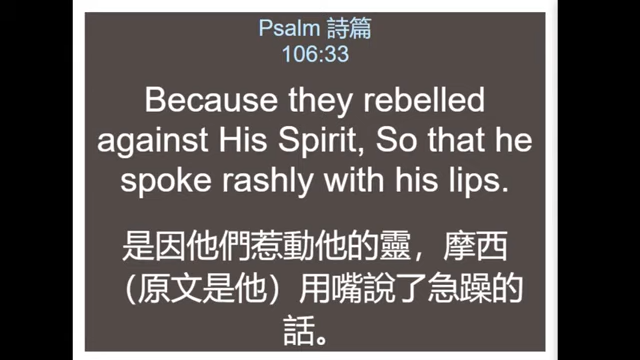 Psalm 詩篇
106:33
Because they rebelled
against His Spirit, So that he
spoke rashly with his lips.
是因他們惹動他的靈，摩西
（原文是他）用嘴說了急躁的
話。